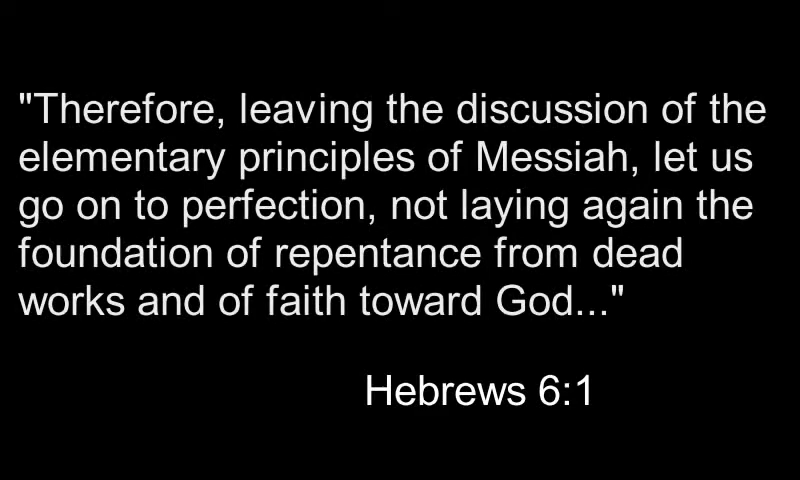 "Therefore, leaving the discussion of the
elementary principles of Messiah, let us
go on to perfection, not laying again the
foundation of repentance from dead
works and of faith toward God..."
Hebrews 6:1